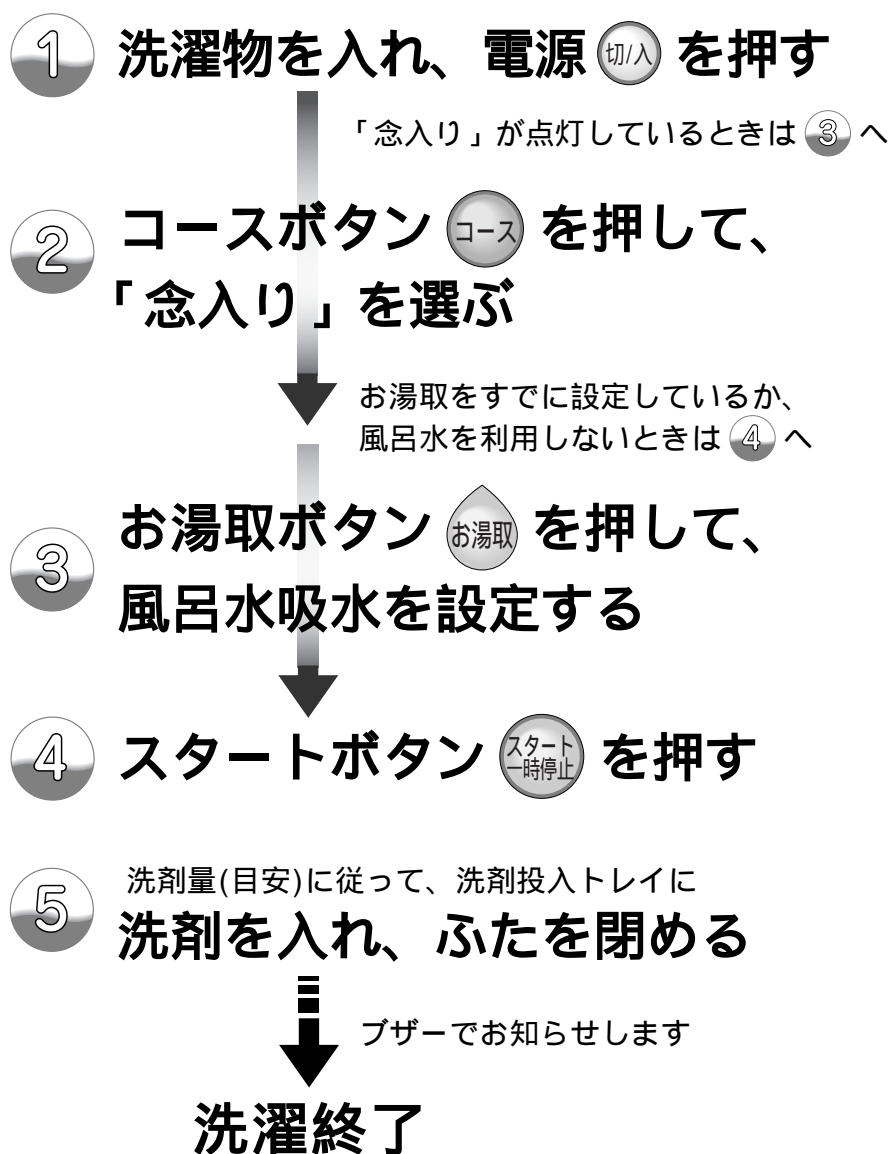 1 洗濯物を入れ、電源 切/入 を押す
「念入り」が点灯しているときは 3 へ
2 コースボタン コース を押して、
「念入り」を選ぶ
お湯取をすでに設定しているか、
風呂水を利用しないときは 4 へ
3 お湯取ボタン お湯取 を押して、
風呂水吸水を設定する
4 スタートボタン スタート 一時停止 を押す
5 洗剤量(目安)に従って、洗剤投入トレイに
洗剤を入れ、ふたを閉める
ブザーでお知らせします
洗濯終了